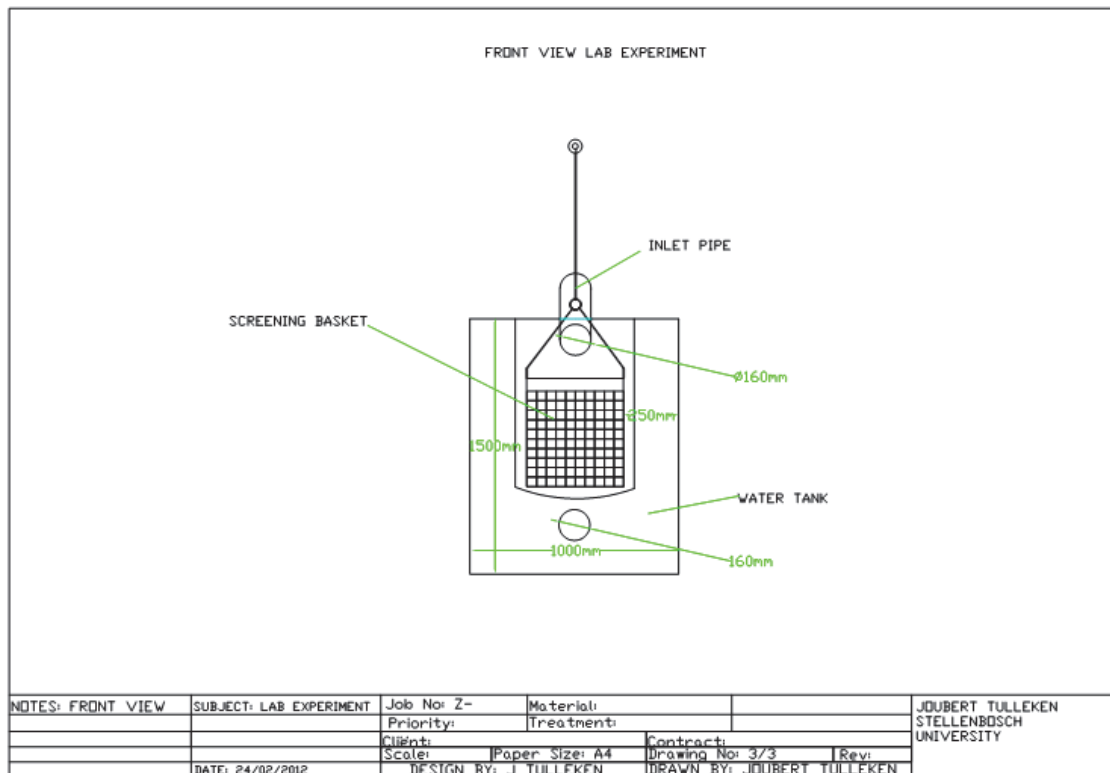 FRONT VIEW LAB EXPERIMENT
INLET PIPE
SCREENING BASKET
Ø160mm
250mm
1500mm
WATER TANK
1000mm
160mm
NOTES: FRONT VIEW
SUBJECT: LAB EXPERIMENT
DATE: 24/02/2012
Job No: Z-
Material:
Priority:
Treatment:
Client:
Contract:
Scale:
Paper Size: A4
Drawing No: 3/3
Rev:
DESIGN BY: J TULLEKEN
DRAWN BY: JOUBERT TULLEKEN
JOUBERT TULLEKEN
STELLENBOSCH
UNIVERSITY